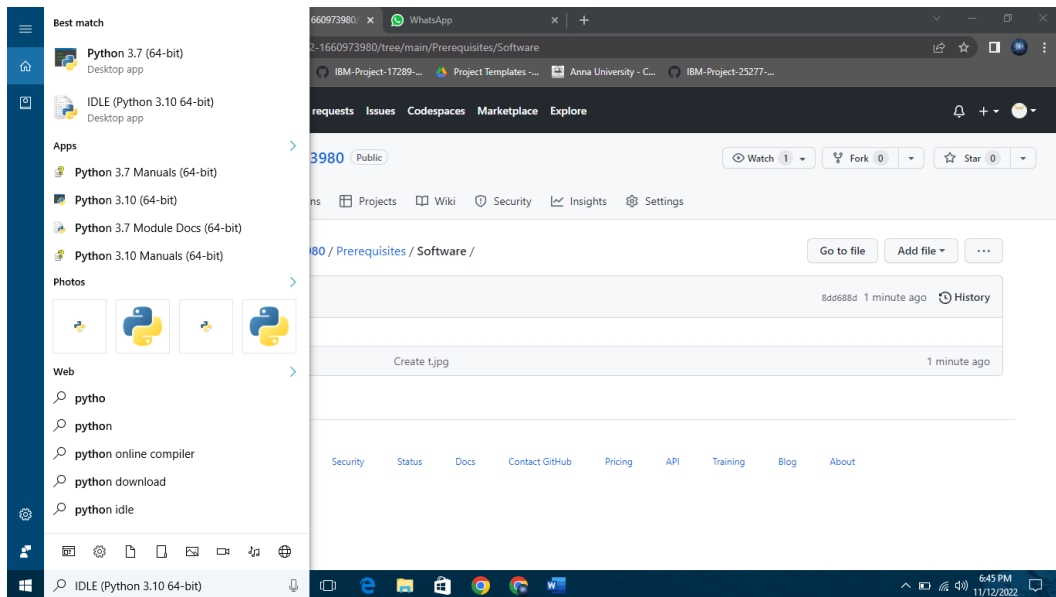 Best match
Python 3.7 (64-bit)
Desktop app
IDLE (Python 3.10 64-bit)
Desktop app
Apps
Python 3.7 Manuals (64-bit)
Python 3.10 (64-bit)
Python 3.7 Module Docs (64-bit)
Python 3.10 Manuals (64-bit)
Photos
Web
pytho
python
python online compiler
python download
python idle
IDLE (Python 3.10 64-bit)
660973980/ WhatsApp
2-1660973980/tree/main/Prerequisites/Software
IBM-Project-17289-... Project Templates -... Anna University - C... IBM-Project-25277-...
requests Issues Codespaces Marketplace Explore
3980 Public Watch 1 Fork 0 Star 0
ns Projects Wiki Security Insights Settings
980 / Prerequisites / Software / Go to file Add file ...
8dd688d 1 minute ago History
Create t.jpg 1 minute ago
Security Status Docs Contact GitHub Pricing API Training Blog About
6:45 PM
11/12/2022